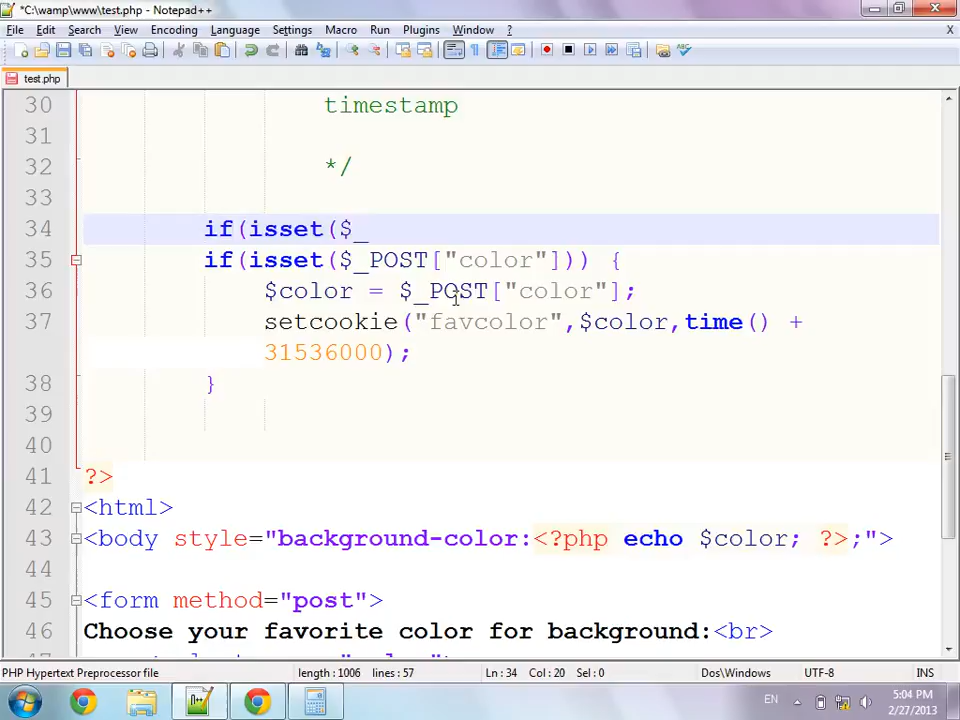 *C:\wamp\www\test.php - Notepad++
File Edit Search View Encoding Language Settings Macro Run Plugins Window ? X
test.php
30 timestamp
31
32 */
33
34 if(isset($_
35 if(isset($_POST["color"])) {
36 $color = $_POST["color"];
37 setcookie("favcolor",$color,time() +
31536000);
38 }
39
40
41 ?>
42 <html>
43 <body style="background-color:<?php echo $color; ?>;">
44
45 <form method="post">
46 Choose your favorite color for background:<br>
PHP Hypertext Preprocessor file length : 1006 lines : 57 Ln : 34 Col : 20 Sel : 0 Dos\Windows UTF-8 INS
EN 5:04 PM
2/27/2013